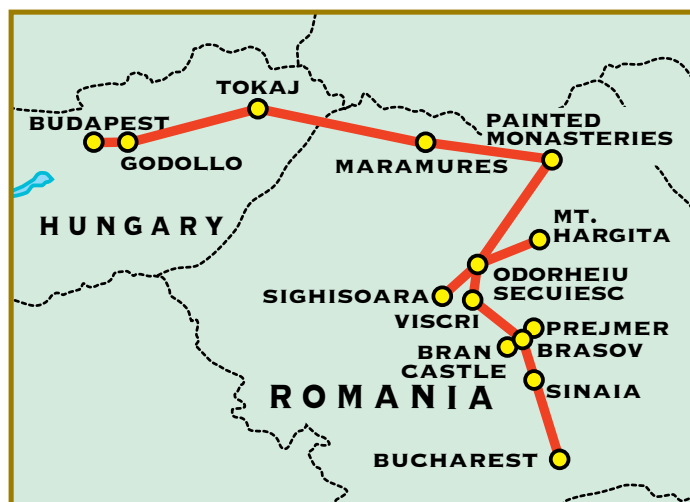 TOKAJ
BUDAPEST
GODOLLO
PAINTED
MONASTERIES
MARAMURES
HUNGARY
MT.
HARGITA
ODORHEIU
SECUIESC
SIGHISOARA
VISCRI
PREJMER
BRAN
CASTLE
BRASOV
SINAIA
ROMANIA
BUCHAREST